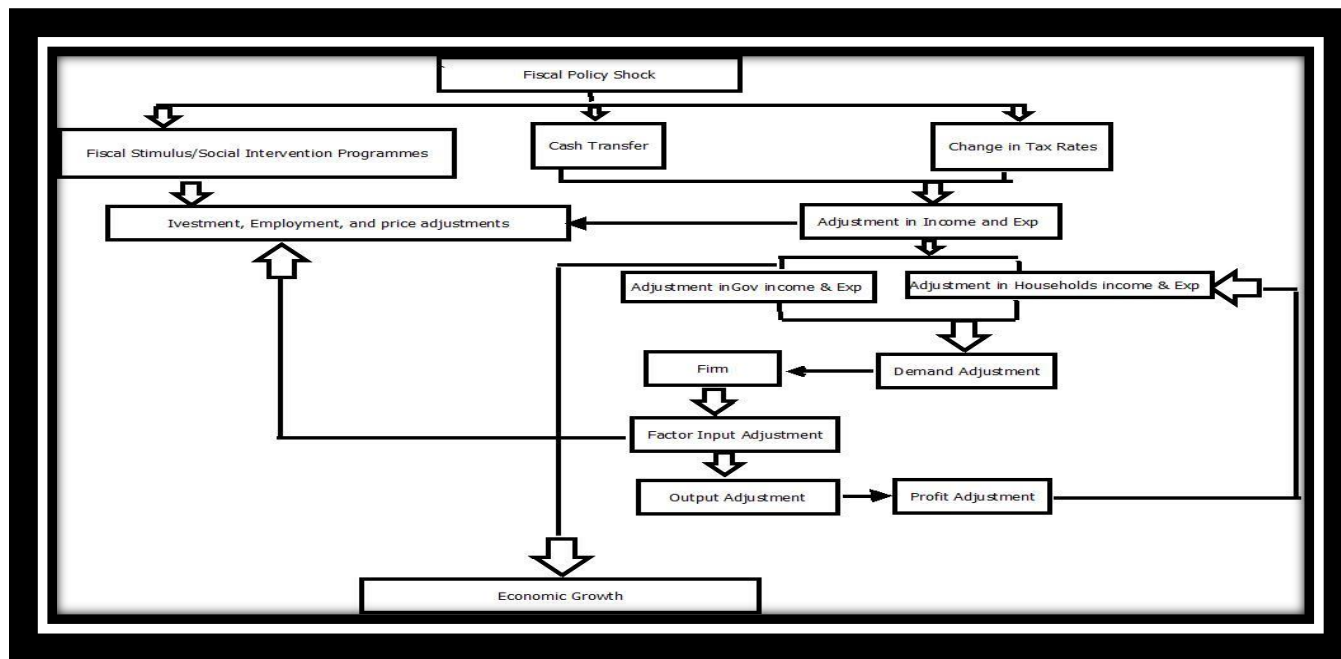 Fiscal Policy Shock
Fiscal Stimulus/Social Intervention Programmes
Cash Transfer
Change in Tax Rates
Ivestment, Employment, and price adjustments
Adjustment in Income and Exp
Adjustment inGov income & Exp
Adjustment in Households income & Exp
Firm
Demand Adjustment
Factor Input Adjustment
Output Adjustment
Profit Adjustment
Economic Growth